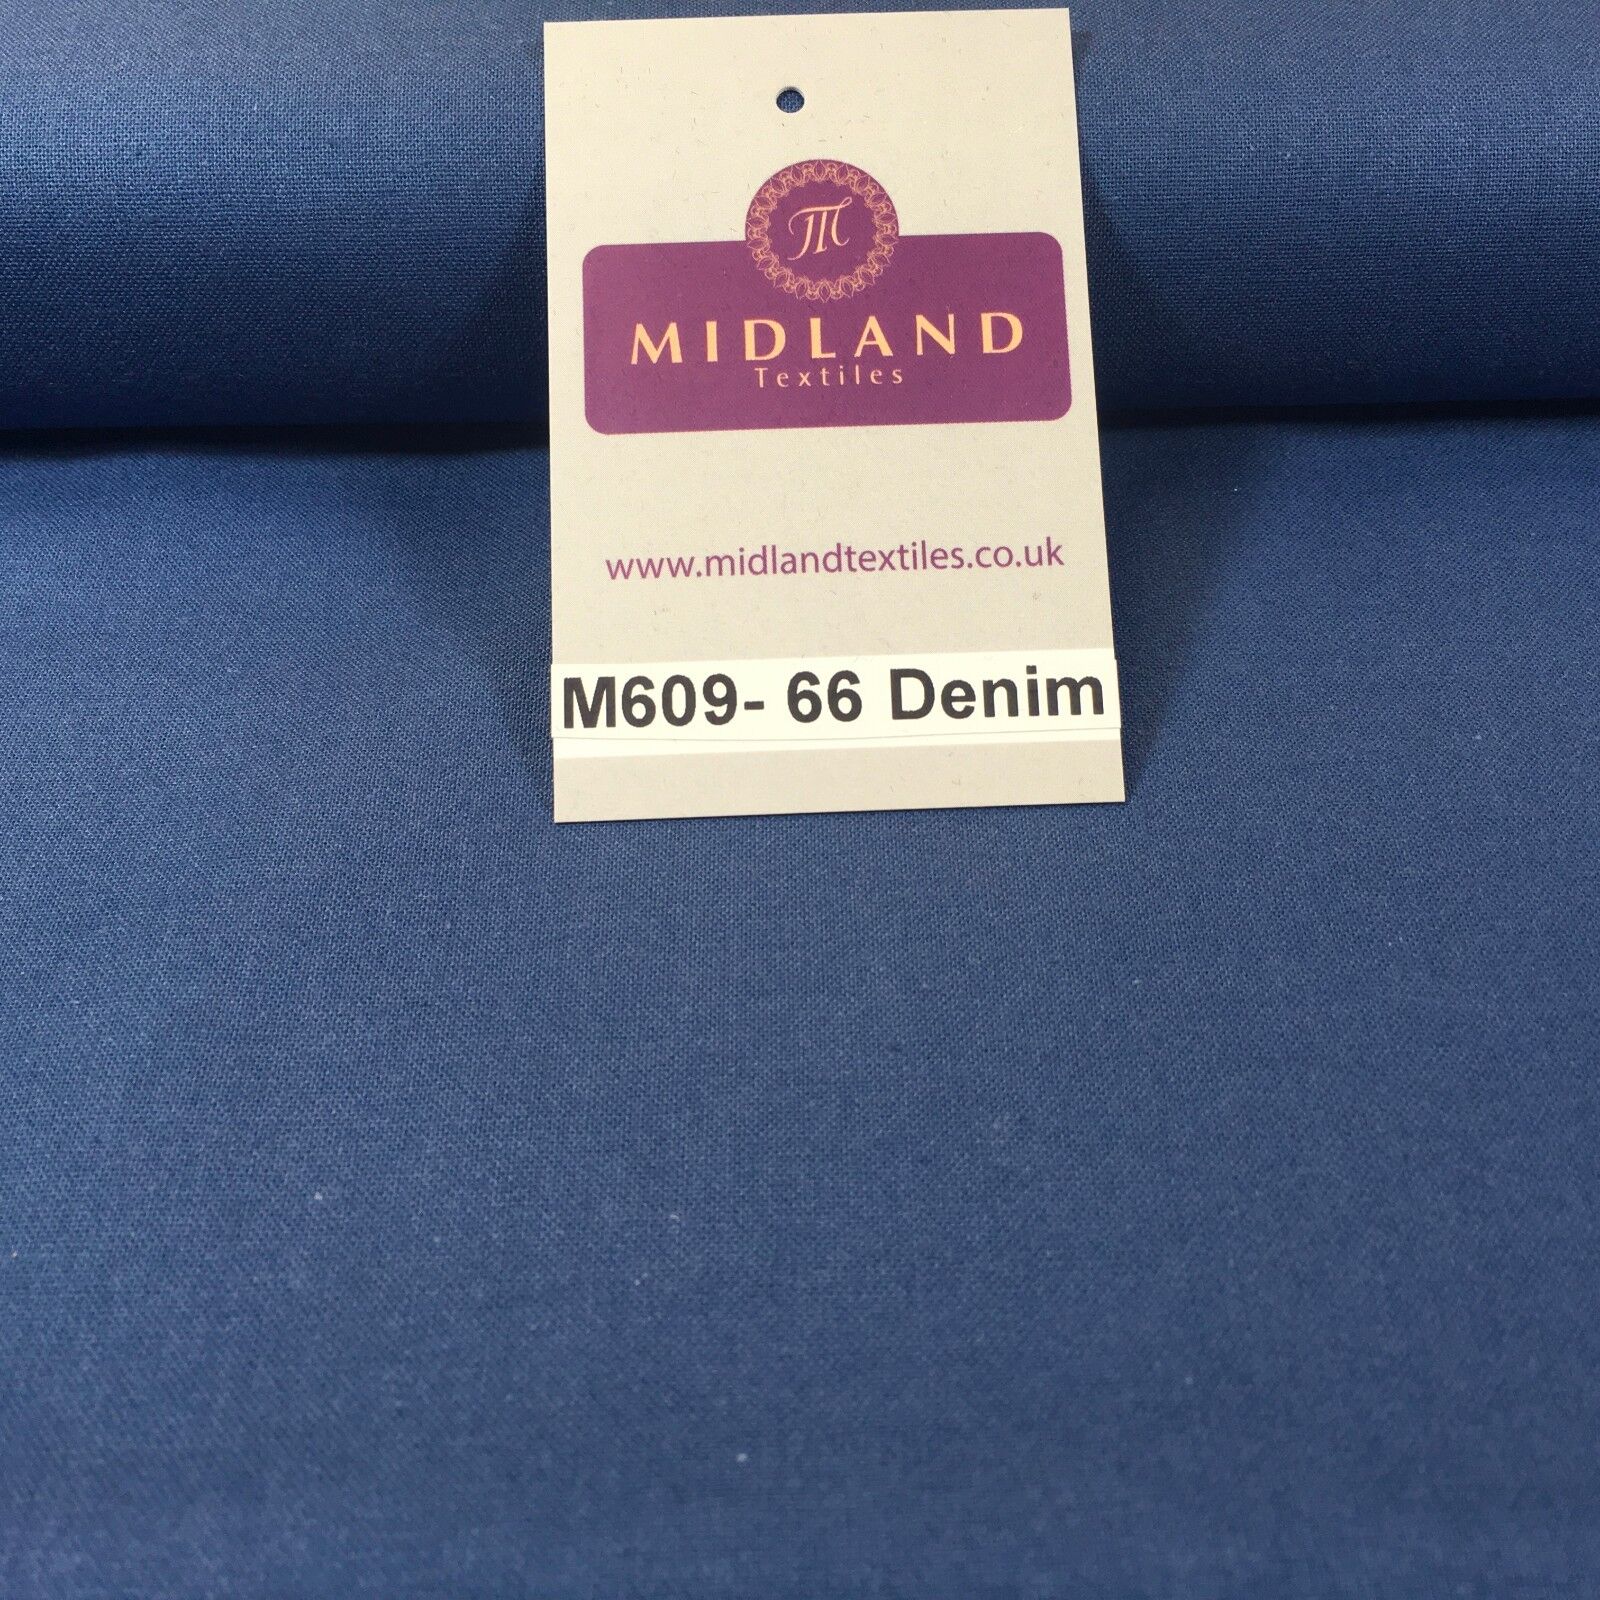 M
MIDLAND
Textiles
www.midlandtextiles.co.uk
M609- 66 Denim